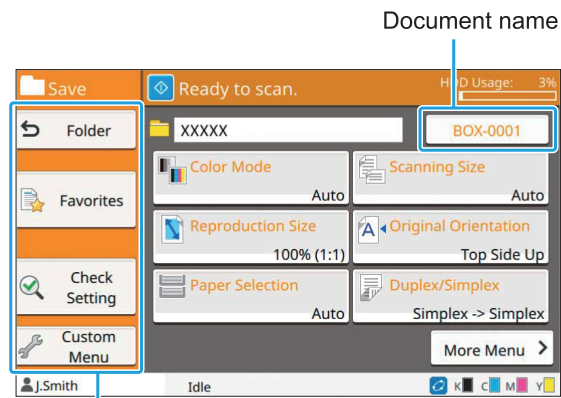 Document name
Save
Ready to scan.
HDD Usage: 3%
Folder
XXXXX
BOX-0001
Favorites
Color Mode
Auto
Scanning Size
Auto
Reproduction Size
100% (1:1)
Original Orientation
Top Side Up
Check
Setting
Paper Selection
Auto
Duplex/Simplex
Simplex -> Simplex
Custom
Menu
More Menu
J.Smith
Idle
K C M Y